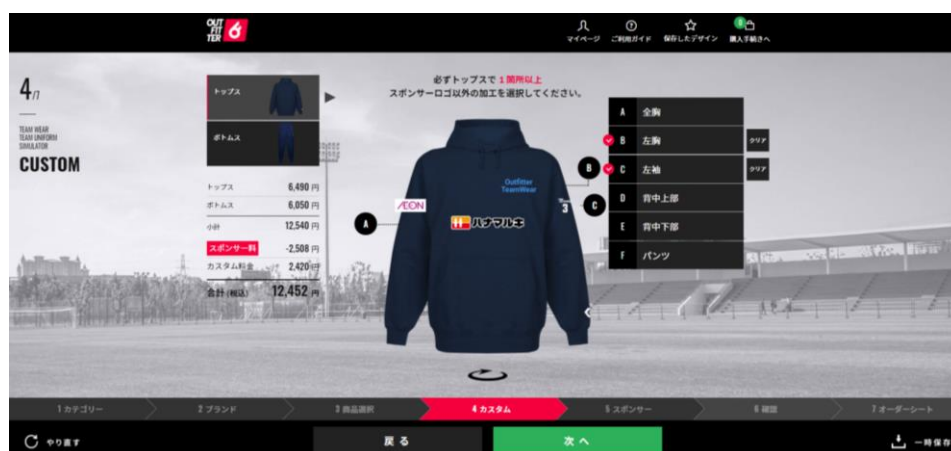 OUT
FIT
TER
マイページ
ご利用ガイド
保存したデザイン
購入手続きへ
4/7
TEAM WEAR
TEAM UNIFORM
SIMULATOR
CUSTOM
トップス
ボトムス
トップス 6,490 円
ボトムス 6,050 円
小計 12,540 円
スポンサー料 -2,508 円
カスタム料金 2,420 円
合計 (税込) 12,452 円
必ずトップスで 1 箇所以上
スポンサーロゴ以外の加工を選択してください。
Outfitter
TeamWear
ÆON
ハナマルキ
3
A
B
C
A 全胸
B 左胸 クリア
C 左袖 クリア
D 背中上部
E 背中下部
F パンツ
1 カテゴリー
2 ブランド
3 商品選択
4 カスタム
5 スポンサー
6 確認
7 オーダーシート
やり直す
戻る
次へ
一時保存